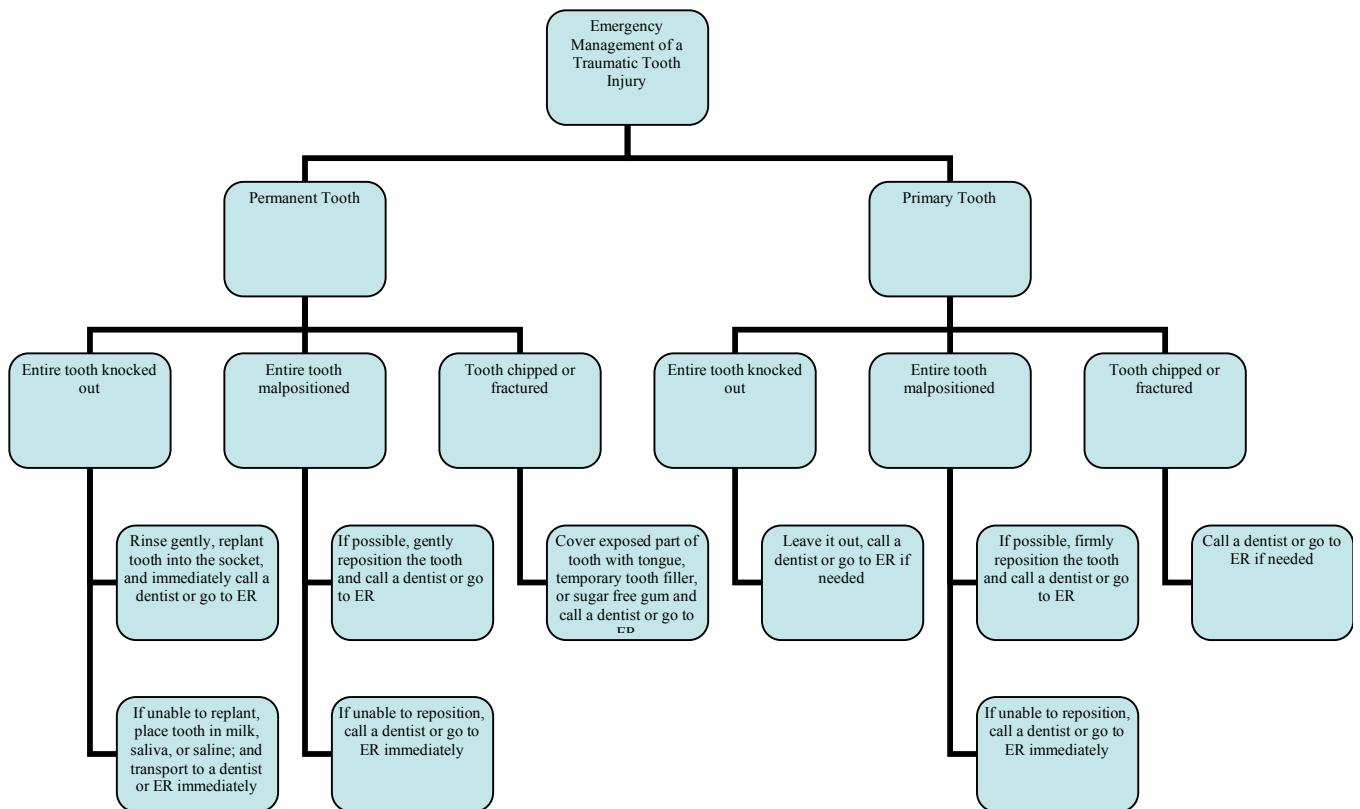 Emergency
Management of a
Traumatic Tooth
Injury
Permanent Tooth
Primary Tooth
Entire tooth knocked
out
Entire tooth
malpositioned
Tooth chipped or
fractured
Entire tooth knocked
out
Entire tooth
malpositioned
Tooth chipped or
fractured
Rinse gently, replant
tooth into the socket,
and immediately call a
dentist or go to ER
If possible, gently
reposition the tooth
and call a dentist or go
to ER
Cover exposed part of
tooth with tongue,
temporary tooth filler,
or sugar free gum and
call a dentist or go to
ER
Leave it out, call a
dentist or go to ER if
needed
If possible, firmly
reposition the tooth
and call a dentist or go
to ER
Call a dentist or go to
ER if needed
If unable to replant,
place tooth in milk,
saliva, or saline; and
transport to a dentist
or ER immediately
If unable to reposition,
call a dentist or go to
ER immediately
If unable to reposition,
call a dentist or go to
ER immediately